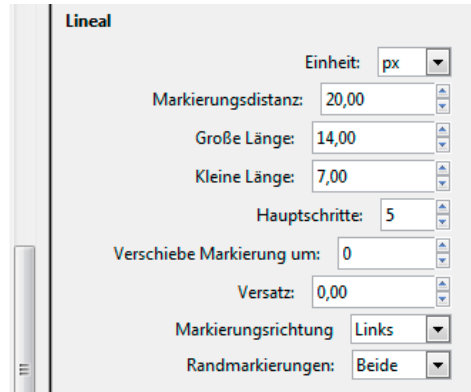 Lineal
Einheit: px
Markierungsdistanz: 20,00
Große Länge: 14,00
Kleine Länge: 7,00
Hauptschritte: 5
Verschiebe Markierung um: 0
Versatz: 0,00
Markierungsrichtung Links
Randmarkierungen: Beide